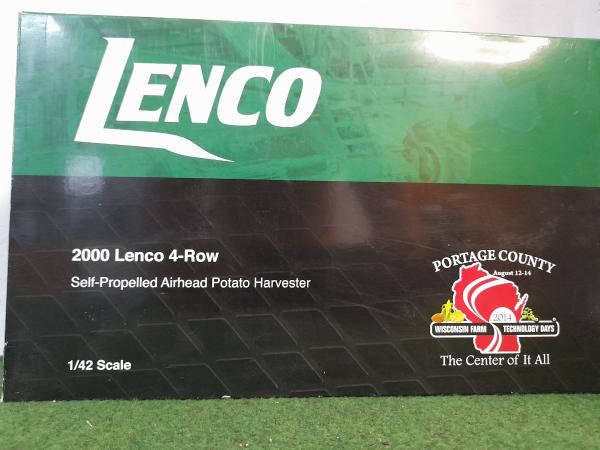 LENCO
2000 Lenco 4-Row
Self-Propelled Airhead Potato Harvester
1/42 Scale
PORTAGE COUNTY
August 12-14
2014
WISCONSIN FARM TECHNOLOGY DAYS
The Center of It All